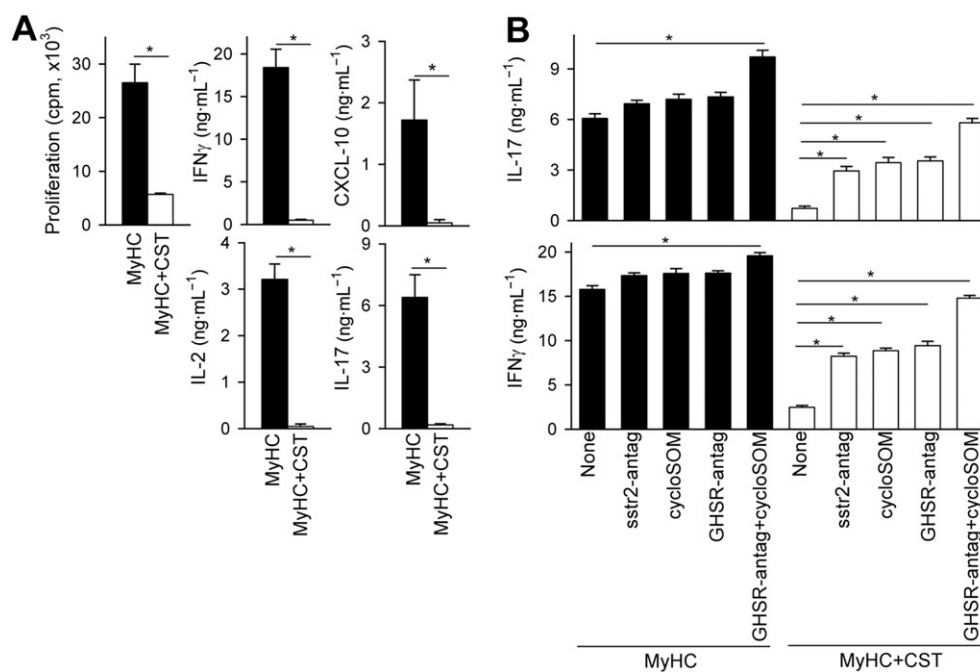 A
Proliferation (cpm, x10³)
30
20
10
0
*
MyHC
MyHC+CST
IFNγ (ng·mL⁻¹)
20
15
10
5
0
*
CXCL-10 (ng·mL⁻¹)
3
2
1
0
*
IL-2 (ng·mL⁻¹)
3
2
1
0
*
MyHC
MyHC+CST
IL-17 (ng·mL⁻¹)
9
6
3
0
*
MyHC
MyHC+CST
B
IL-17 (ng·mL⁻¹)
9
6
3
0
*
*
*
*
*
IFNγ (ng·mL⁻¹)
20
15
10
5
0
*
*
*
*
*
None
sstr2-antag
cycloSOM
GHSR-antag
GHSR-antag+cycloSOM
None
sstr2-antag
cycloSOM
GHSR-antag
GHSR-antag+cycloSOM
MyHC
MyHC+CST